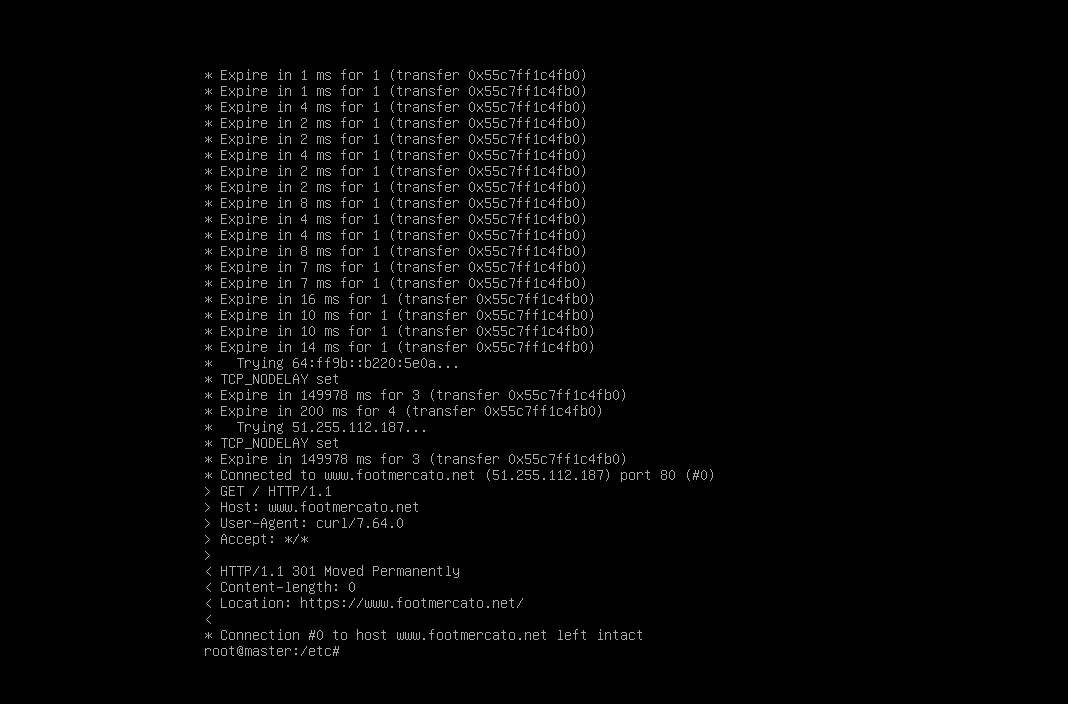 * Expire in 1 ms for 1 (transfer 0x55c7ff1c4fb0)
* Expire in 1 ms for 1 (transfer 0x55c7ff1c4fb0)
* Expire in 4 ms for 1 (transfer 0x55c7ff1c4fb0)
* Expire in 2 ms for 1 (transfer 0x55c7ff1c4fb0)
* Expire in 2 ms for 1 (transfer 0x55c7ff1c4fb0)
* Expire in 4 ms for 1 (transfer 0x55c7ff1c4fb0)
* Expire in 2 ms for 1 (transfer 0x55c7ff1c4fb0)
* Expire in 2 ms for 1 (transfer 0x55c7ff1c4fb0)
* Expire in 8 ms for 1 (transfer 0x55c7ff1c4fb0)
* Expire in 4 ms for 1 (transfer 0x55c7ff1c4fb0)
* Expire in 4 ms for 1 (transfer 0x55c7ff1c4fb0)
* Expire in 8 ms for 1 (transfer 0x55c7ff1c4fb0)
* Expire in 7 ms for 1 (transfer 0x55c7ff1c4fb0)
* Expire in 7 ms for 1 (transfer 0x55c7ff1c4fb0)
* Expire in 16 ms for 1 (transfer 0x55c7ff1c4fb0)
* Expire in 10 ms for 1 (transfer 0x55c7ff1c4fb0)
* Expire in 10 ms for 1 (transfer 0x55c7ff1c4fb0)
* Expire in 14 ms for 1 (transfer 0x55c7ff1c4fb0)
*   Trying 64:ff9b::b220:5e0a...
* TCP_NODELAY set
* Expire in 149978 ms for 3 (transfer 0x55c7ff1c4fb0)
* Expire in 200 ms for 4 (transfer 0x55c7ff1c4fb0)
*   Trying 51.255.112.187...
* TCP_NODELAY set
* Expire in 149978 ms for 3 (transfer 0x55c7ff1c4fb0)
* Connected to www.footmercato.net (51.255.112.187) port 80 (#0)
> GET / HTTP/1.1
> Host: www.footmercato.net
> User-Agent: curl/7.64.0
> Accept: */*
>
< HTTP/1.1 301 Moved Permanently
< Content-length: 0
< Location: https://www.footmercato.net/
<
* Connection #0 to host www.footmercato.net left intact
root@master:/etc#